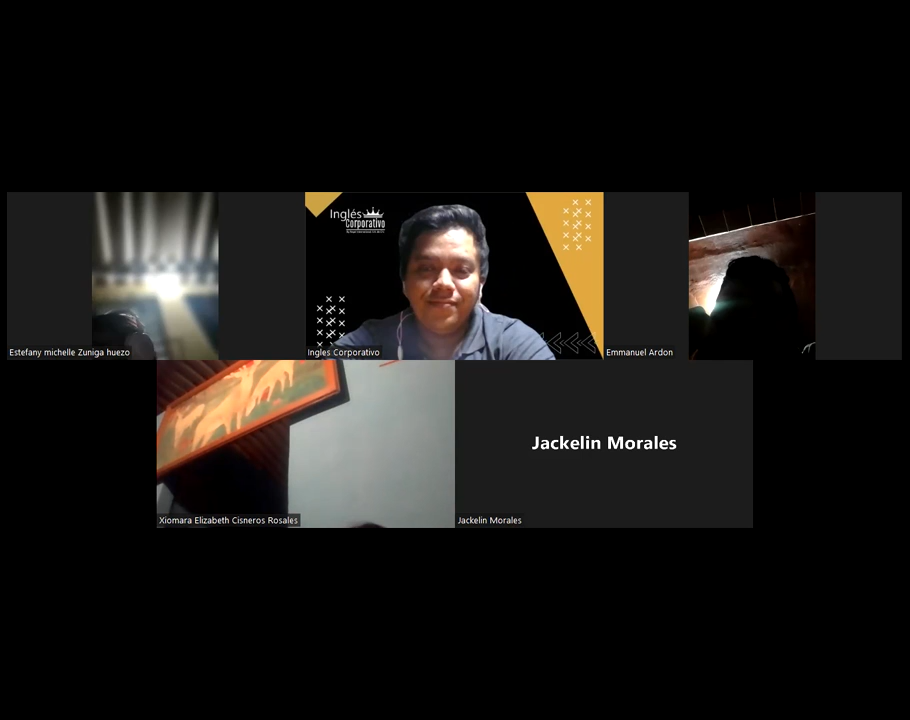 Inglés
Corporativo
Estefany michelle Zuniga huezo
Ingles Corporativo
Emmanuel Ardon
Jackelin Morales
Xiomara Elizabeth Cisneros Rosales
Jackelin Morales